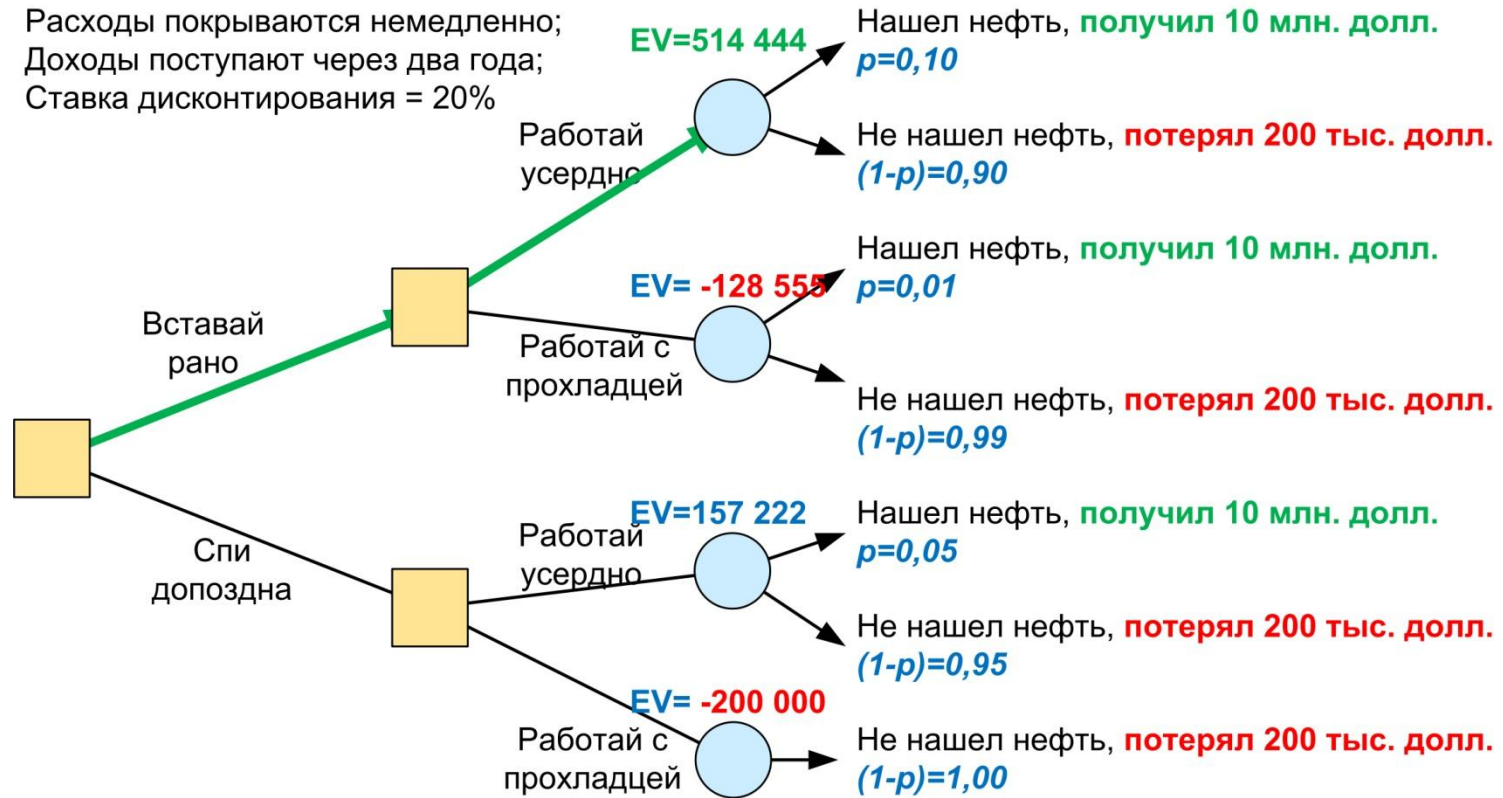 Расходы покрываются немедленно;
Доходы поступают через два года;
Ставка дисконтирования = 20%
EV=514 444
Нашел нефть, получил 10 млн. долл.
p=0,10
Работай
усердно
Не нашел нефть, потерял 200 тыс. долл.
(1-p)=0,90
Нашел нефть, получил 10 млн. долл.
p=0,01
EV= -128 555
Вставай
рано
Работай с
прохладцей
Не нашел нефть, потерял 200 тыс. долл.
(1-p)=0,99
EV=157 222
Нашел нефть, получил 10 млн. долл.
p=0,05
Работай
усердно
Спи
допоздна
Не нашел нефть, потерял 200 тыс. долл.
(1-p)=0,95
EV= -200 000
Работай с
прохладцей
Не нашел нефть, потерял 200 тыс. долл.
(1-p)=1,00